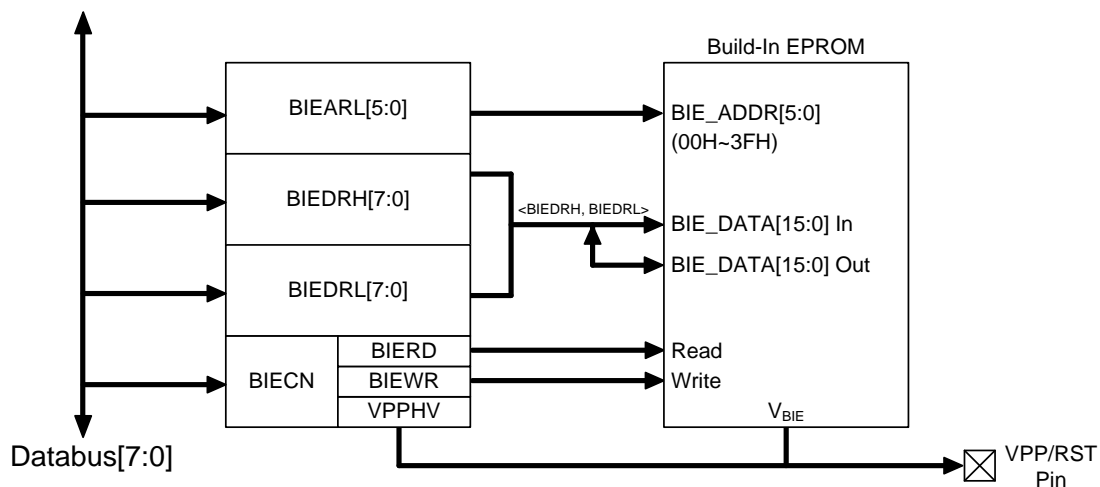 Build-In EPROM
BIEARL[5:0]
BIE_ADDR[5:0]
(00H~3FH)
BIEDRH[7:0]
<BIEDRH, BIEDRL>
BIE_DATA[15:0] In
BIE_DATA[15:0] Out
BIEDRL[7:0]
BIECN
BIERD
Read
BIEWR
Write
VPPHV
VBIE
Databus[7:0]
VPP/RST
Pin